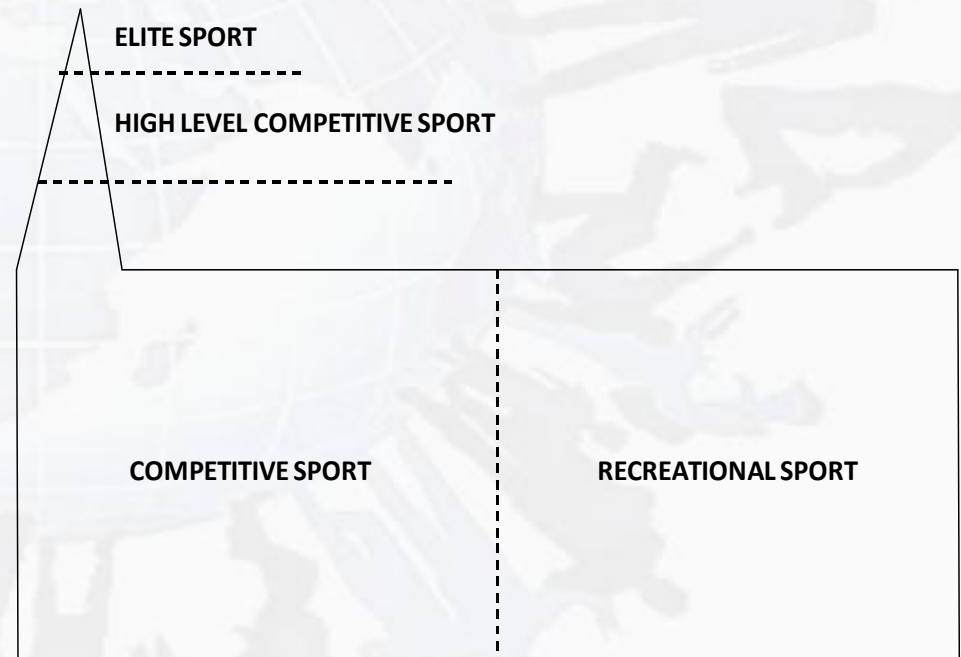 ELITE SPORT
HIGH LEVEL COMPETITIVE SPORT
COMPETITIVE SPORT
RECREATIONAL SPORT